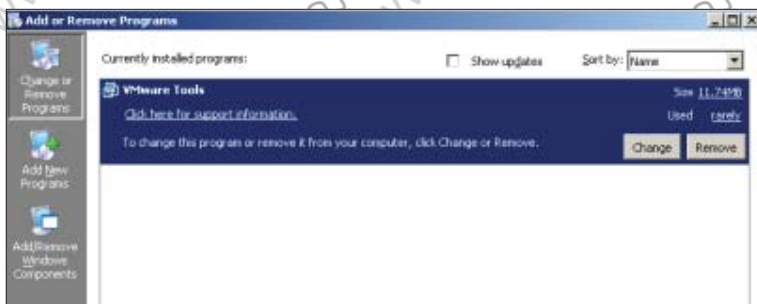 Add or Remove Programs
Change or
Remove
Programs
Currently installed programs:
Show updates
Sort by: Name
VMware Tools
Size 11.74MB
Click here for support information.
Used rarely
To change this program or remove it from your computer, click Change or Remove.
Change
Remove
Add New
Programs
Add/Remove
Windows
Components